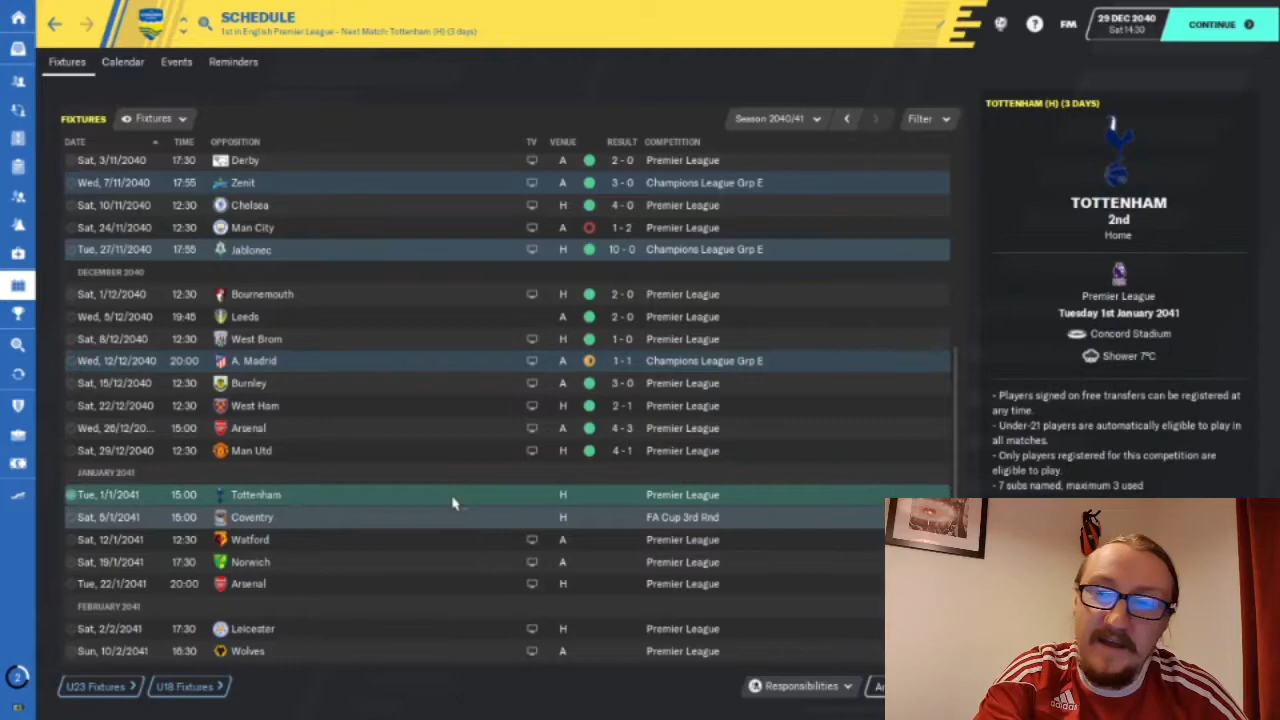 SCHEDULE
1st in English Premier League - Next Match: Tottenham (H) (3 days)
FM
29 DEC 2040
Sat 14:30
CONTINUE
Fixtures
Calendar
Events
Reminders
FIXTURES
Fixtures
Season 2040/41
Filter
DATE TIME OPPOSITION TV VENUE RESULT COMPETITION
Sat, 3/11/2040 17:30 Derby A 2 - 0 Premier League
Wed, 7/11/2040 17:55 Zenit A 3 - 0 Champions League Grp E
Sat, 10/11/2040 12:30 Chelsea H 4 - 0 Premier League
Sat, 24/11/2040 12:30 Man City A 1 - 2 Premier League
Tue, 27/11/2040 17:55 Jablonec H 10 - 0 Champions League Grp E
DECEMBER 2040
Sat, 1/12/2040 12:30 Bournemouth H 2 - 0 Premier League
Wed, 5/12/2040 19:45 Leeds A 2 - 0 Premier League
Sat, 8/12/2040 12:30 West Brom H 1 - 0 Premier League
Wed, 12/12/2040 20:00 A. Madrid A 1 - 1 Champions League Grp E
Sat, 15/12/2040 12:30 Burnley A 3 - 0 Premier League
Sat, 22/12/2040 12:30 West Ham H 2 - 1 Premier League
Wed, 26/12/20... 15:00 Arsenal A 4 - 3 Premier League
Sat, 29/12/2040 12:30 Man Utd H 4 - 1 Premier League
JANUARY 2041
Tue, 1/1/2041 15:00 Tottenham H Premier League
Sat, 5/1/2041 15:00 Coventry H FA Cup 3rd Rnd
Sat, 12/1/2041 12:30 Watford A Premier League
Sat, 19/1/2041 17:30 Norwich A Premier League
Tue, 22/1/2041 20:00 Arsenal H Premier League
FEBRUARY 2041
Sat, 2/2/2041 17:30 Leicester H Premier League
Sun, 10/2/2041 16:30 Wolves A Premier League
U23 Fixtures
U18 Fixtures
Responsibilities
TOTTENHAM (H) (3 DAYS)
TOTTENHAM
2nd
Home
Premier League
Tuesday 1st January 2041
Concord Stadium
Shower 7°C
- Players signed on free transfers can be registered at
any time.
- Under-21 players are automatically eligible to play in
all matches.
- Only players registered for this competition are
eligible to play.
- 7 subs named, maximum 3 used
2
adidas